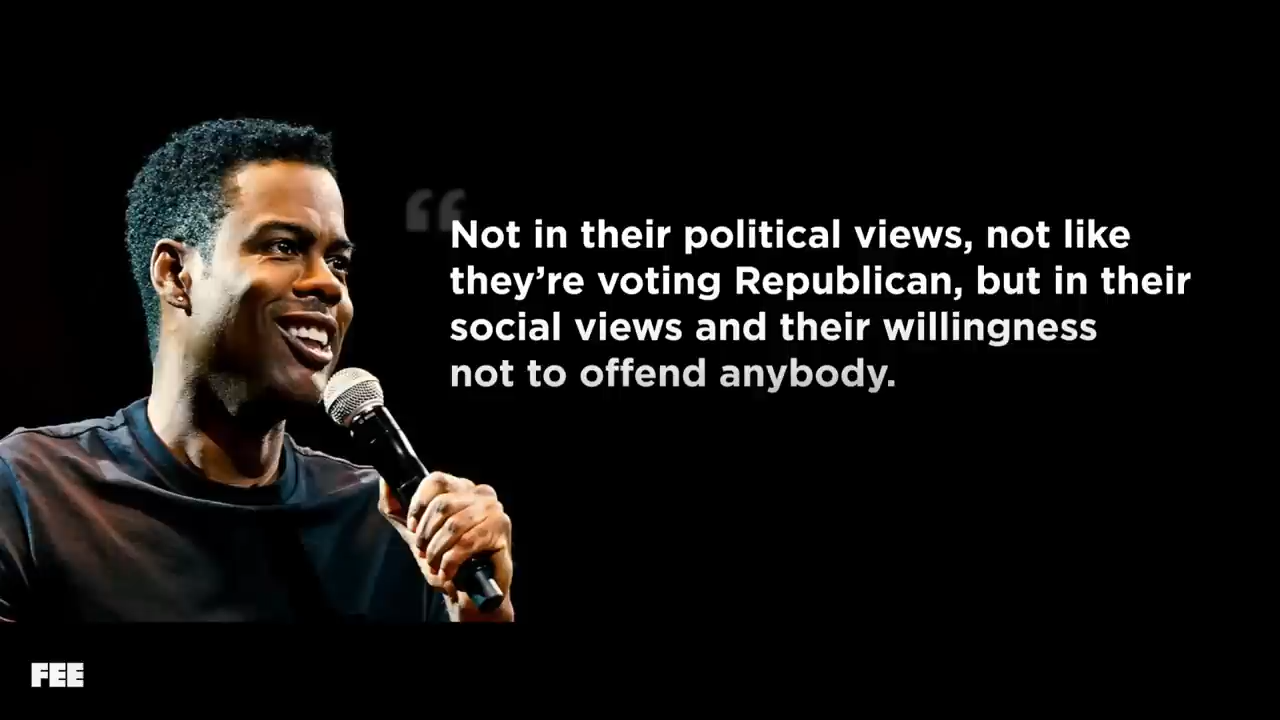 “Not in their political views, not like
they’re voting Republican, but in their
social views and their willingness
not to offend anybody.
FEE